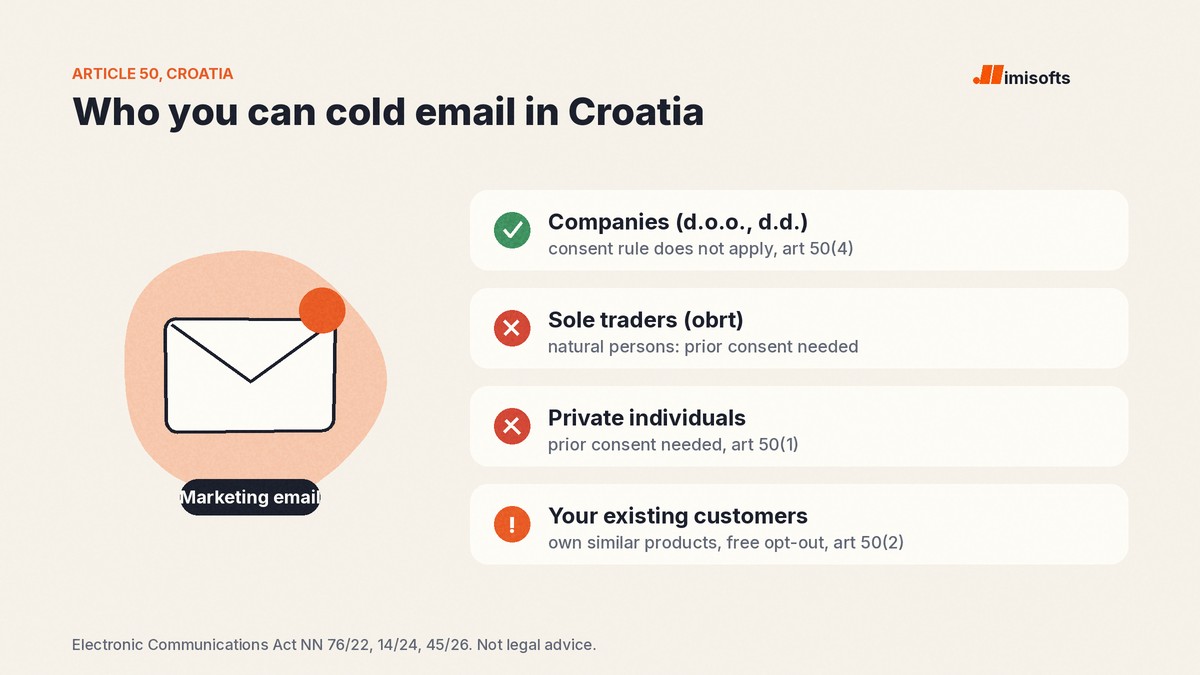 ARTICLE 50, CROATIA
imisofts
Who you can cold email in Croatia
Companies (d.o.o., d.d.)
consent rule does not apply, art 50(4)
Sole traders (obrt)
natural persons: prior consent needed
Private individuals
prior consent needed, art 50(1)
Your existing customers
own similar products, free opt-out, art 50(2)
Marketing email
Electronic Communications Act NN 76/22, 14/24, 45/26. Not legal advice.